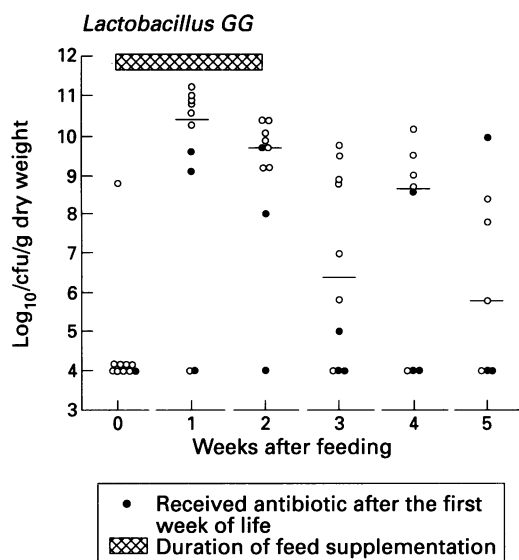 Lactobacillus GG
Log10/cfu/g dry weight
12
11
10
9
8
7
6
5
4
3
0 1 2 3 4 5
Weeks after feeding
Received antibiotic after the first
week of life
Duration of feed supplementation